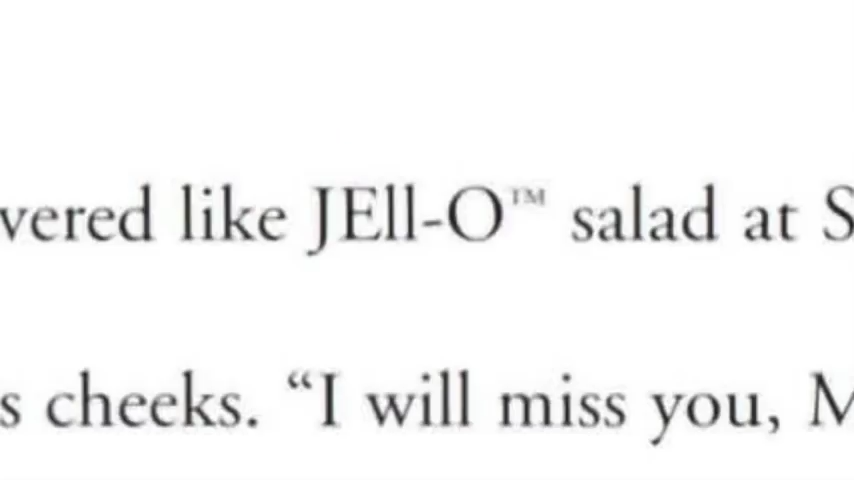 vered like JEll-O™ salad at S
s cheeks. “I will miss you, M